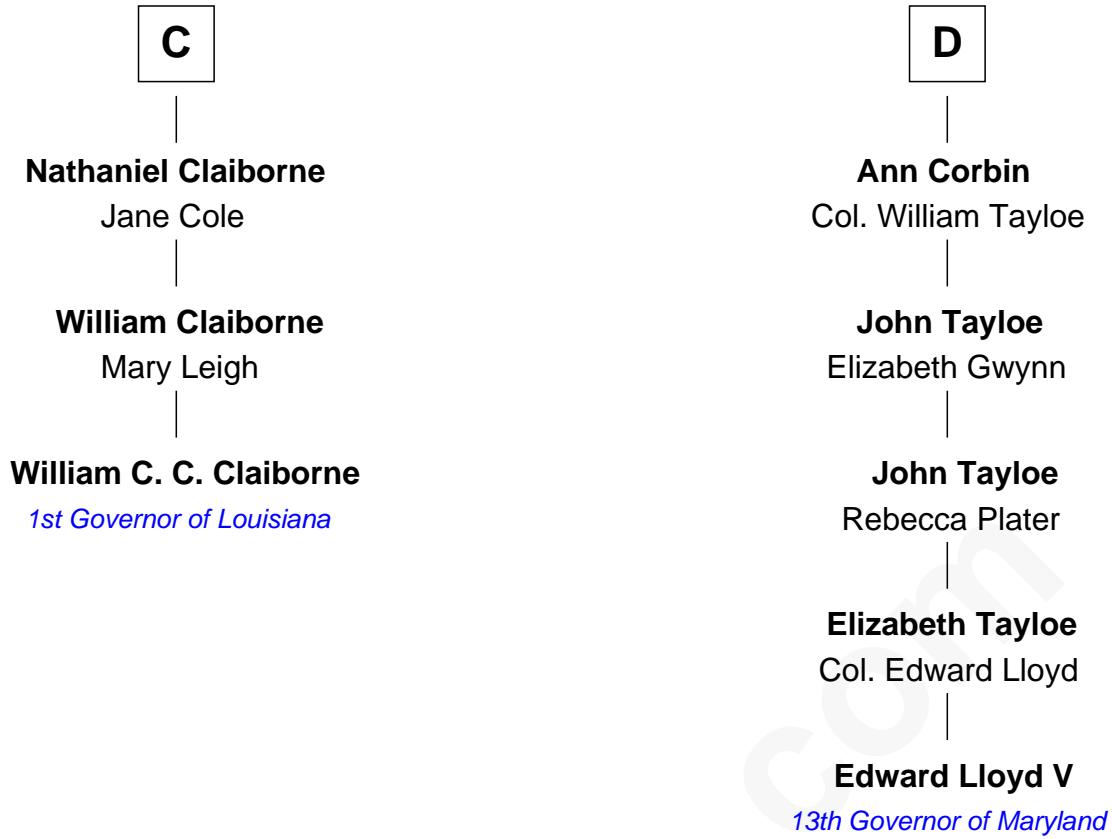 C
Nathaniel Claiborne
Jane Cole
William Claiborne
Mary Leigh
William C. C. Claiborne
1st Governor of Louisiana
D
Ann Corbin
Col. William Tayloe
John Tayloe
Elizabeth Gwynn
John Tayloe
Rebecca Plater
Elizabeth Tayloe
Col. Edward Lloyd
Edward Lloyd V
13th Governor of Maryland
com